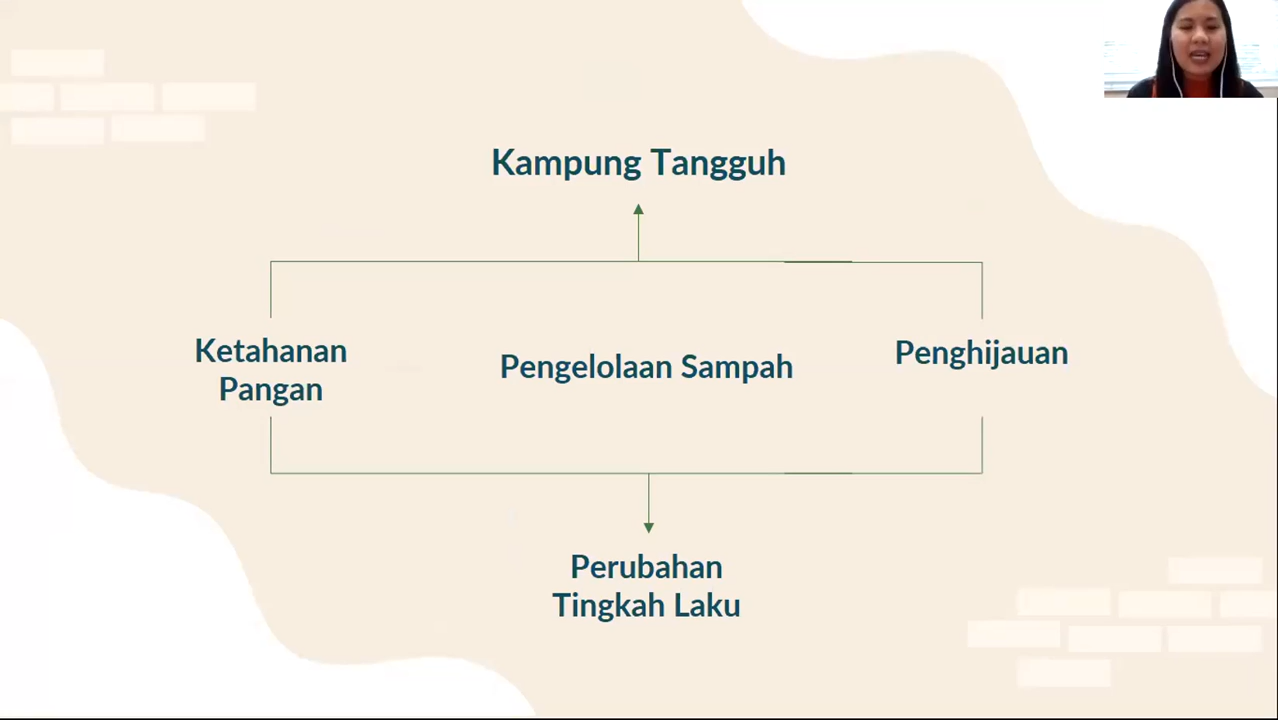 Kampung Tangguh
Ketahanan
Pangan
Pengelolaan Sampah
Penghijauan
Perubahan
Tingkah Laku